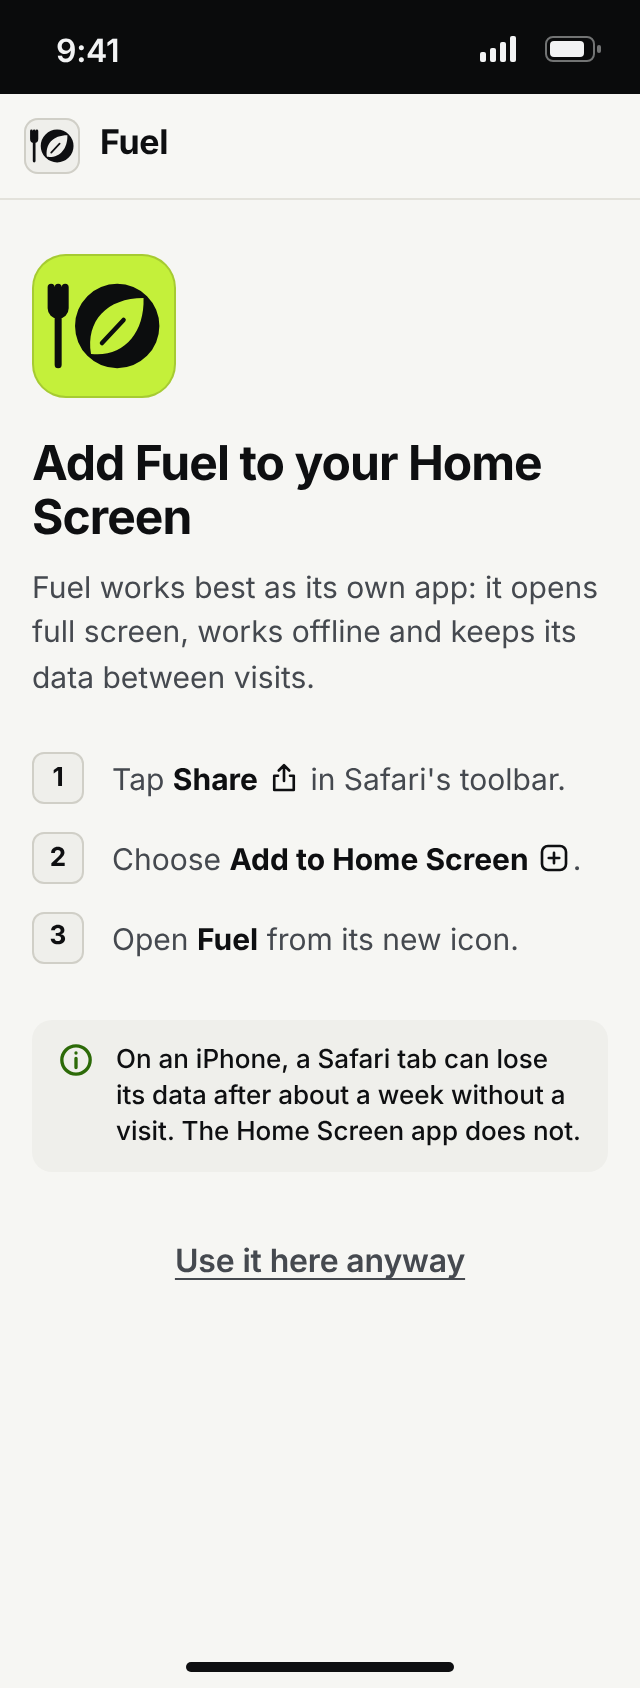 9:41
Fuel
Add Fuel to your Home
Screen
Fuel works best as its own app: it opens
full screen, works offline and keeps its
data between visits.
1 Tap Share in Safari's toolbar.
2 Choose Add to Home Screen .
3 Open Fuel from its new icon.
On an iPhone, a Safari tab can lose
its data after about a week without a
visit. The Home Screen app does not.
Use it here anyway